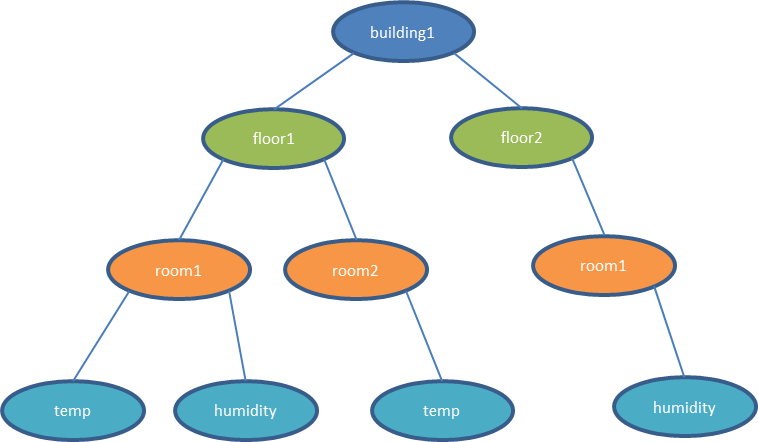 building1
floor1
floor2
room1
room2
room1
temp
humidity
temp
humidity